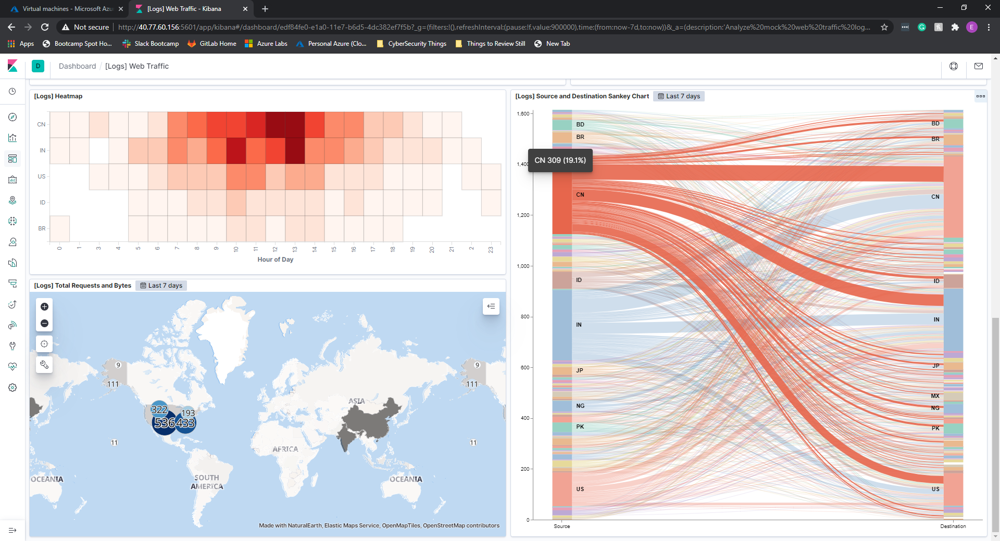 Virtual machines - Microsoft Azu
[Logs] Web Traffic - Kibana
Not secure
http://40.77.60.156:5601/app/kibana#/dashboard/edf84fe0-e1a0-11e7-b6d5-4dc382ef7f5b?_g=(filters:!(),refreshInterval:(pause:!f,value:900000),time:(from:now-7d,to:now))&_a=(description:'Analyze%20mock%20web%20traffic%20log...
E
Apps
Bootcamp Spot Ho...
Slack Bootcamp
GitLab Home
Azure Labs
Personal Azure (Clo...
CyberSecurity Things
Things to Review Still
New Tab
D
Dashboard / [Logs] Web Traffic
[Logs] Heatmap
CN
IN
US
ID
BR
0 1 3 4 5 6 7 8 9 10 11 12 13 14 15 16 17 18 19 20 21 2 23
Hour of Day
[Logs] Total Requests and Bytes
Last 7 days
9
111
322
193
536
433
11
9
111
11
ASIA
AFRICA
SOUTH
AMERICA
OCEANIA
OCEANIA
Made with NaturalEarth, Elastic Maps Service, OpenMapTiles, OpenStreetMap contributors
[Logs] Source and Destination Sankey Chart
Last 7 days
1,600
1,400
1,200
1,000
800
600
400
200
0
CN 309 (19.1%)
BD
BR
CN
ID
IN
JP
NG
PK
US
BD
BR
CN
ID
IN
JP
MX
NG
PK
US
Source
Destination